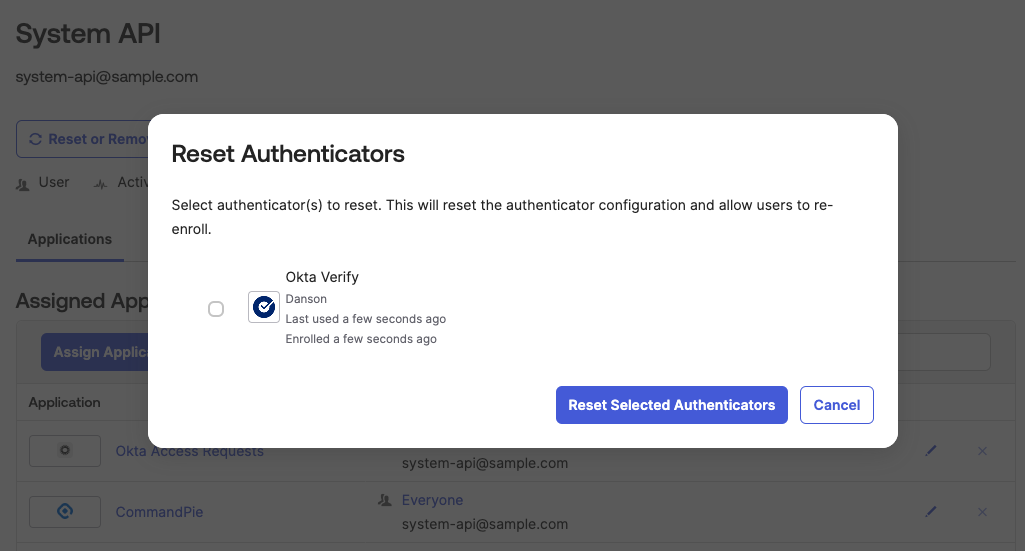 System API
system-api@sample.com
Reset or Remov
User
Activ
Applications
Assigned App
Assign Applica
Application
Reset Authenticators
Select authenticator(s) to reset. This will reset the authenticator configuration and allow users to re-
enroll.
Okta Verify
Danson
Last used a few seconds ago
Enrolled a few seconds ago
Reset Selected Authenticators
Cancel
Okta Access Requests
system-api@sample.com
CommandPie
Everyone
system-api@sample.com